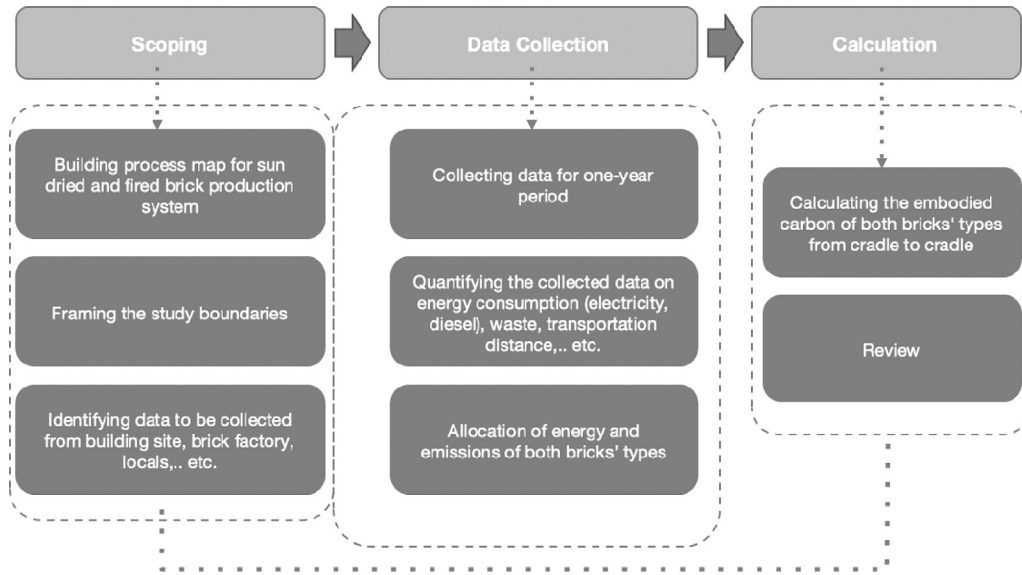 Scoping
Data Collection
Calculation
Building process map for sun
dried and fired brick production
system
Framing the study boundaries
Identifying data to be collected
from building site, brick factory,
locals,.. etc.
Collecting data for one-year
period
Quantifying the collected data on
energy consumption (electricity,
diesel), waste, transportation
distance,.. etc.
Allocation of energy and
emissions of both bricks’ types
Calculating the embodied
carbon of both bricks' types
from cradle to cradle
Review